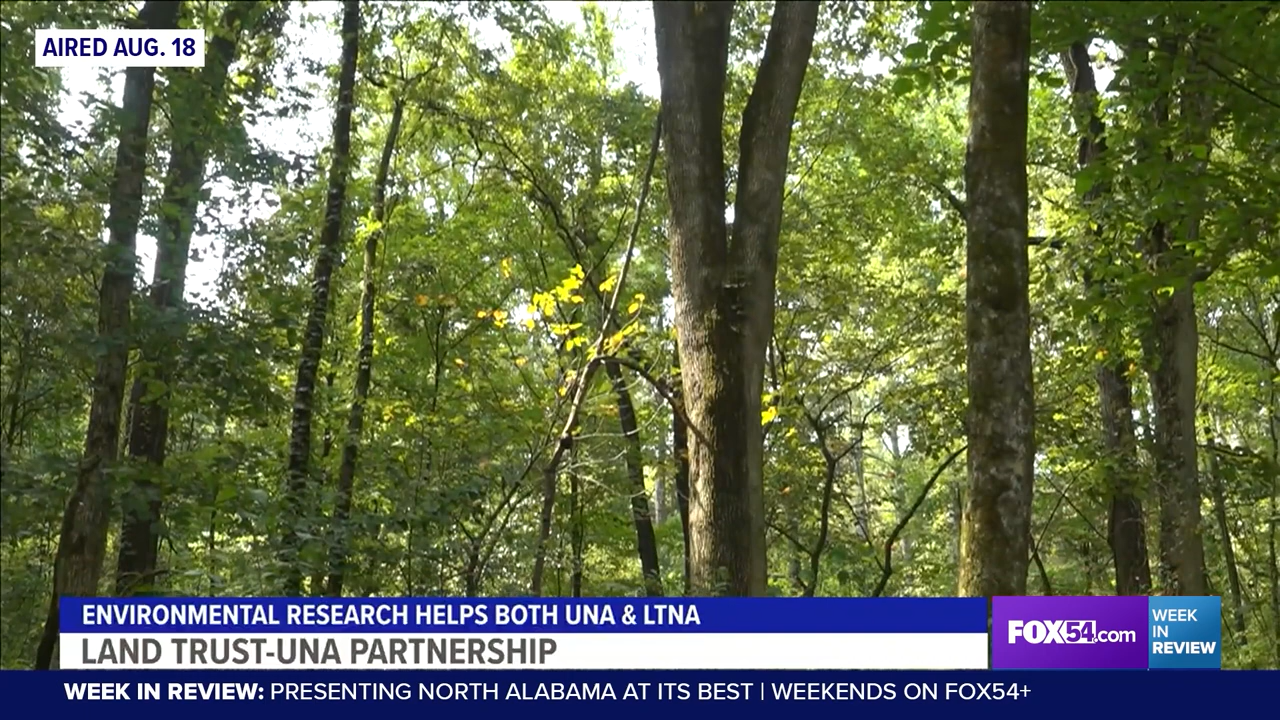 AIRED AUG. 18
ENVIRONMENTAL RESEARCH HELPS BOTH UNA & LTNA
LAND TRUST-UNA PARTNERSHIP
FOX54.com
WEEK
IN
REVIEW
WEEK IN REVIEW: PRESENTING NORTH ALABAMA AT ITS BEST | WEEKENDS ON FOX54+